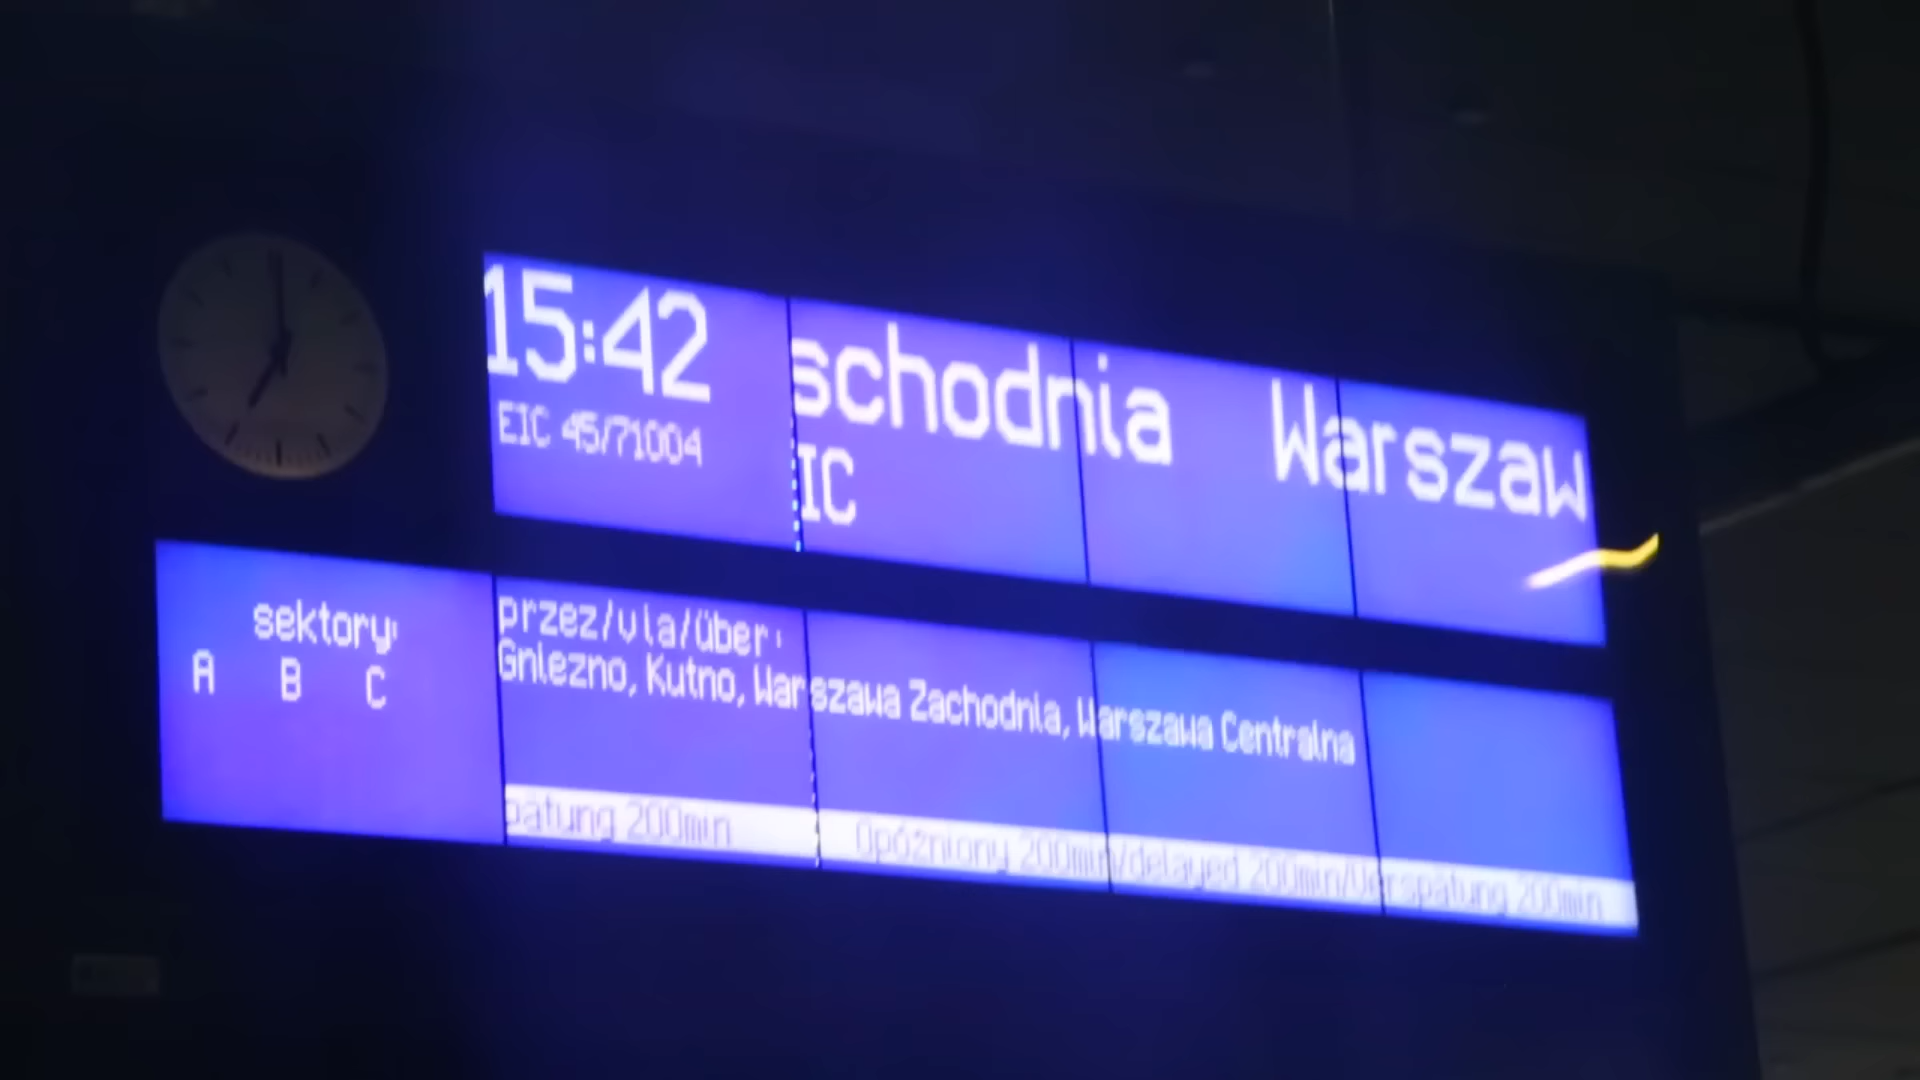 15:42 schodnia Warszaw
EIC 45/71004
IC
sektory:
A B C
przez/via/über:
Gniezno, Kutno, Warszawa Zachodnia, Warszawa Centralna
pätung 200min Opóźniony 200min/delayed 200min/Verspätung 200min